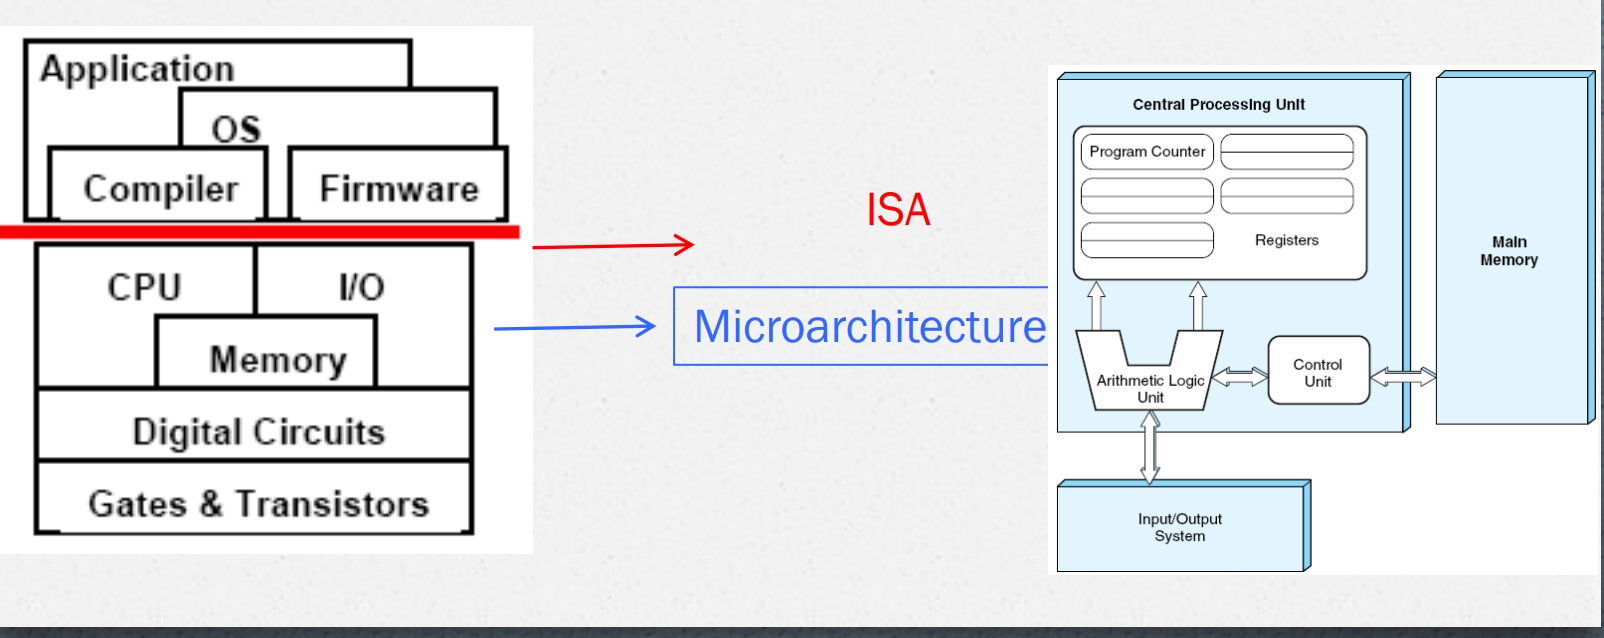 Application
OS
Compiler
Firmware
CPU
I/O
Memory
Digital Circuits
Gates & Transistors
ISA
Microarchitecture
Central Processing Unit
Program Counter
Registers
Arithmetic Logic
Unit
Control
Unit
Main
Memory
Input/Output
System